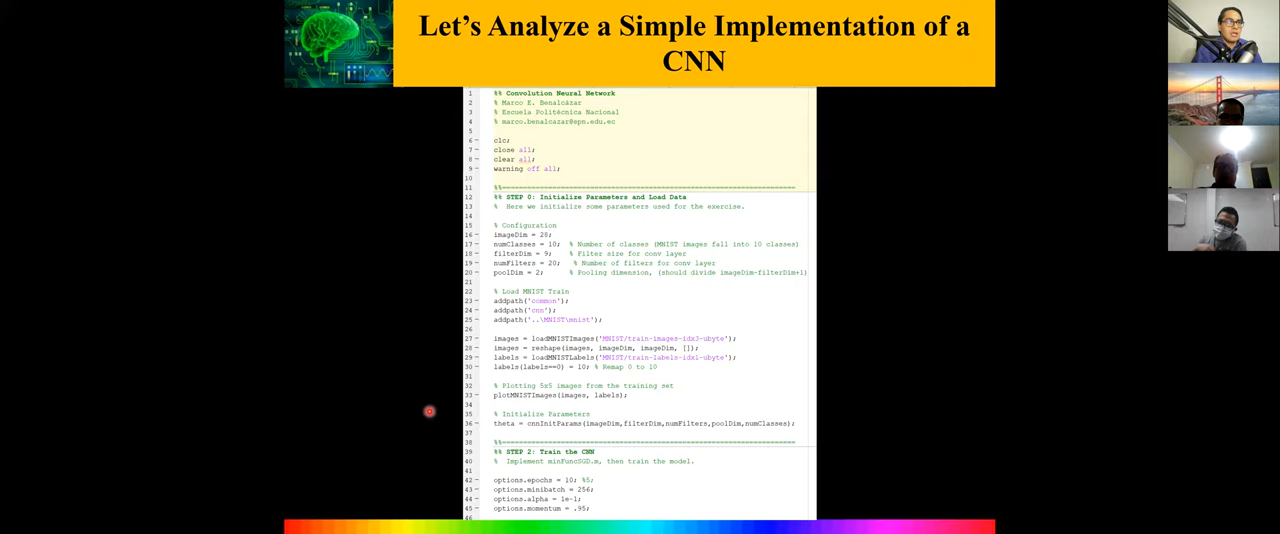 Let's Analyze a Simple Implementation of a
CNN
1 %% Convolution Neural Network
2 % Marco E. Benalcázar
3 % Escuela Politécnica Nacional
4 % marco.benalcazar@epn.edu.ec
5
6 - clc;
7 - close all;
8 - clear all;
9 - warning off all;
10
11 %%======================================================================
12 %% STEP 0: Initialize Parameters and Load Data
13 % Here we initialize some parameters used for the exercise.
14
15 % Configuration
16 - imageDim = 28;
17 - numClasses = 10; % Number of classes (MNIST images fall into 10 classes)
18 - filterDim = 9; % Filter size for conv layer
19 - numFilters = 20; % Number of filters for conv layer
20 - poolDim = 2; % Pooling dimension, (should divide imageDim-filterDim+1)
21
22 % Load MNIST Train
23 - addpath('common');
24 - addpath('cnn');
25 - addpath('..\MNIST\mnist');
26
27 - images = loadMNISTImages('MNIST/train-images-idx3-ubyte');
28 - images = reshape(images, imageDim, imageDim, []);
29 - labels = loadMNISTLabels('MNIST/train-labels-idx1-ubyte');
30 - labels(labels==0) = 10; % Remap 0 to 10
31
32 % Plotting 5x5 images from the training set
33 - plotMNISTImages(images, labels);
34
35 % Initialize Parameters
36 - theta = cnnInitParams(imageDim,filterDim,numFilters,poolDim,numClasses);
37
38 %%======================================================================
39 %% STEP 2: Train the CNN
40 % Implement minFuncSGD.m, then train the model.
41
42 - options.epochs = 10; %5;
43 - options.minibatch = 256;
44 - options.alpha = 1e-1;
45 - options.momentum = .95;
46